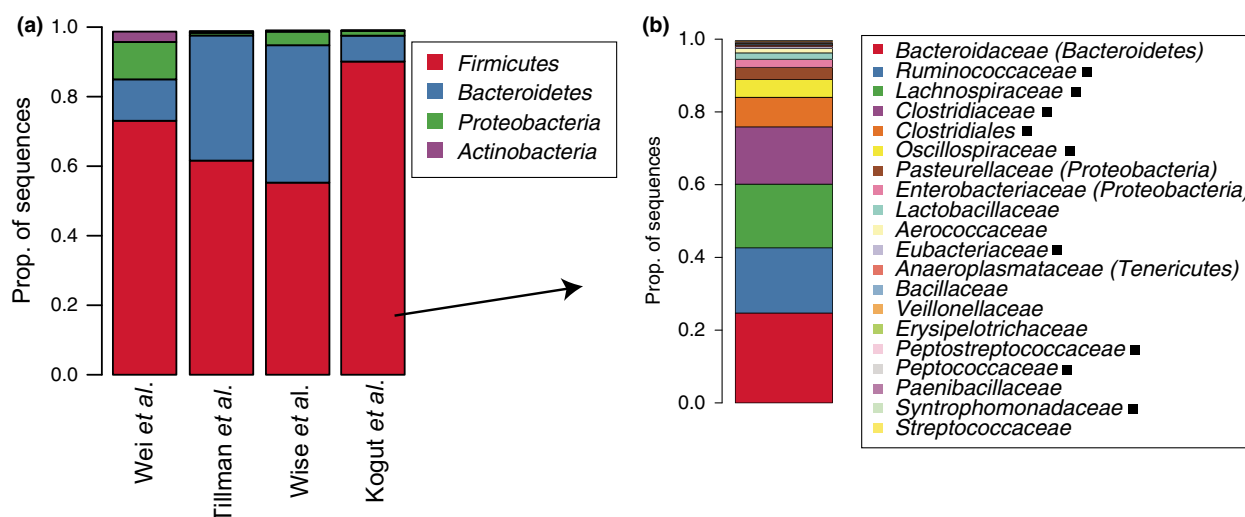 (a)
Prop. of sequences
1.0
0.8
0.6
0.4
0.2
0.0
Wei et al.
Tillman et al.
Wise et al.
Kogut et al.
Firmicutes
Bacteroidetes
Proteobacteria
Actinobacteria
(b)
Prop. of sequences
1.0
0.8
0.6
0.4
0.2
0.0
Bacteroidaceae (Bacteroidetes)
Ruminococcaceae ■
Lachnospiraceae ■
Clostridiaceae ■
Clostridiales ■
Oscillospiraceae ■
Pasteurellaceae (Proteobacteria)
Enterobacteriaceae (Proteobacteria)
Lactobacillaceae
Aerococcaceae
Eubacteriaceae ■
Anaeroplasmataceae (Tenericutes)
Bacillaceae
Veillonellaceae
Erysipelotrichaceae
Peptostreptococcaceae ■
Peptococcaceae ■
Paenibacillaceae
Syntrophomonadaceae ■
Streptococcaceae